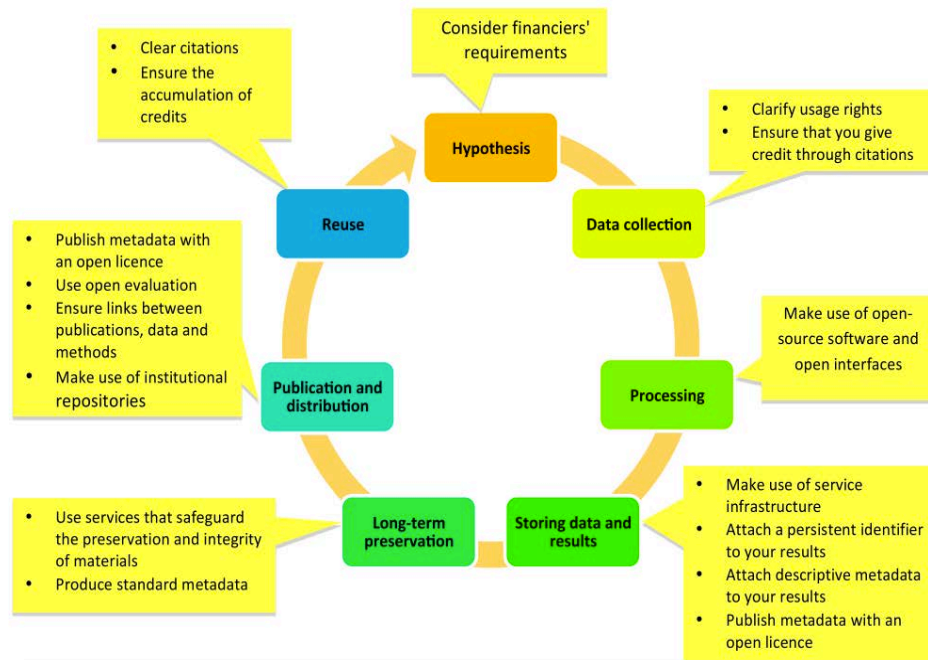 Consider financiers'
requirements
Hypothesis
• Clarify usage rights
• Ensure that you give
credit through citations
Data collection
Make use of open-
source software and
open interfaces
Processing
• Make use of service
infrastructure
• Attach a persistent identifier
to your results
• Attach descriptive metadata
to your results
• Publish metadata with an
open licence
Storing data and
results
• Use services that safeguard
the preservation and integrity
of materials
• Produce standard metadata
Long-term
preservation
• Publish metadata with
an open licence
• Use open evaluation
• Ensure links between
publications, data and
methods
• Make use of institutional
repositories
Publication and
distribution
• Clear citations
• Ensure the
accumulation of
credits
Reuse